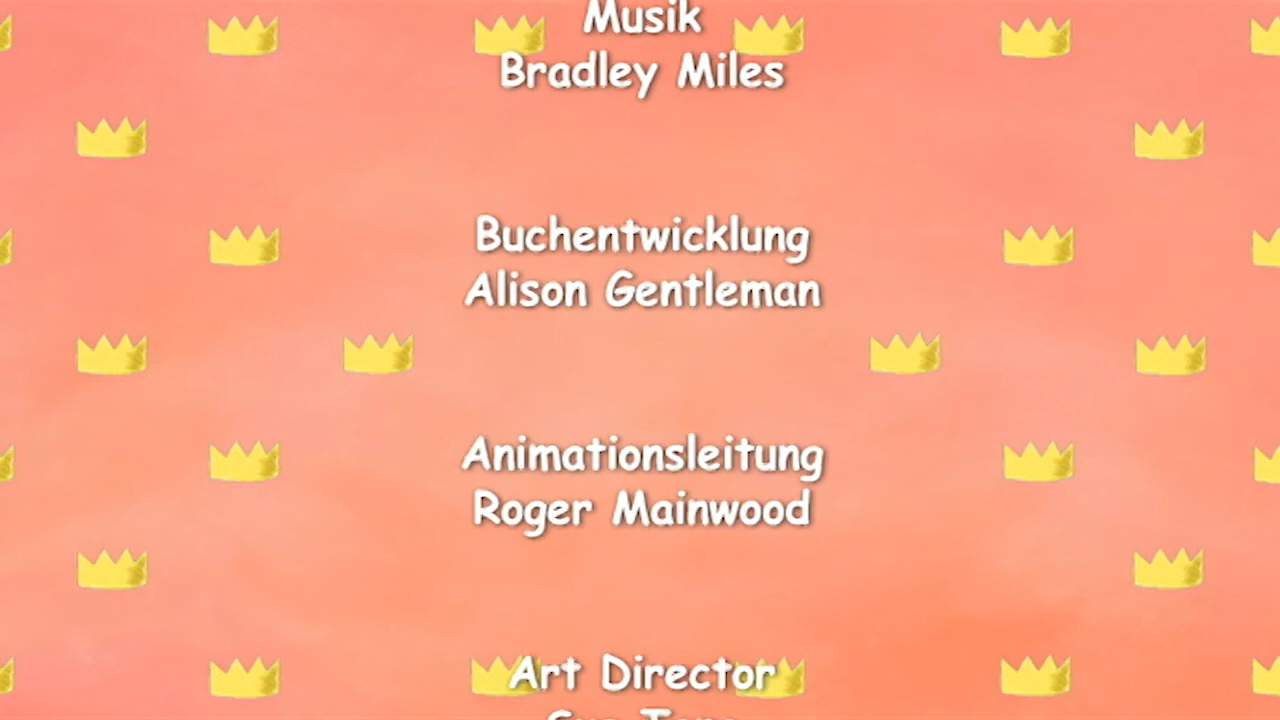 Musik
Bradley Miles
Buchentwicklung
Alison Gentleman
Animationsleitung
Roger Mainwood
Art Director